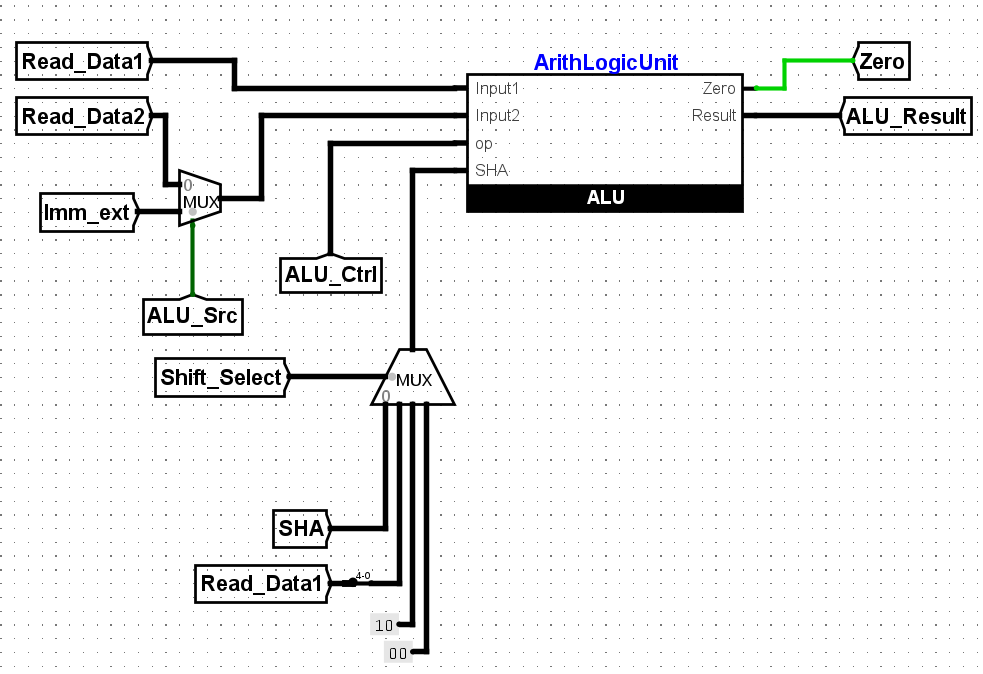 Read_Data1
ArithLogicUnit
Zero
Input1
Zero
Read_Data2
Input2
Result
ALU_Result
op
SHA
0
MUX
ALU
Imm_ext
ALU_Ctrl
ALU_Src
Shift_Select
MUX
0
SHA
Read_Data1
4-0
10
00